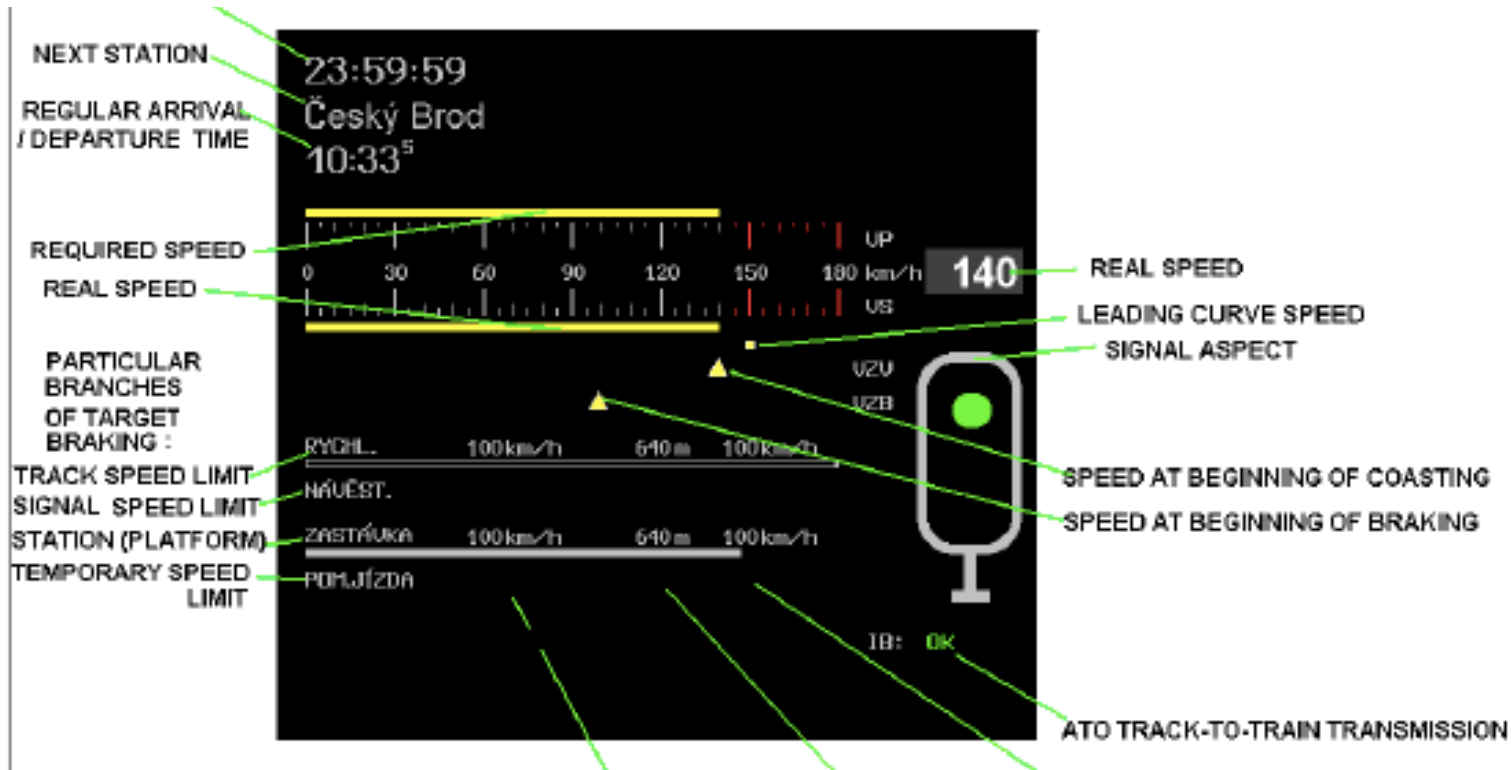 NEXT STATION
REGULAR ARRIVAL
/ DEPARTURE TIME
REQUIRED SPEED
REAL SPEED
PARTICULAR
BRANCHES
OF TARGET
BRAKING :
TRACK SPEED LIMIT
SIGNAL SPEED LIMIT
STATION (PLATFORM)
TEMPORARY SPEED
LIMIT
23:59:59
Český Brod
10:33⁵
UP
0 30 60 90 120 150 180 km/h 140
VS
VZV
VZB
RYCHL. 100km/h 640m 100km/h
NÁVĚST.
ZASTÁVKA 100km/h 640m 100km/h
POM.JÍZDA
IB: OK
REAL SPEED
LEADING CURVE SPEED
SIGNAL ASPECT
SPEED AT BEGINNING OF COASTING
SPEED AT BEGINNING OF BRAKING
ATO TRACK-TO-TRAIN TRANSMISSION